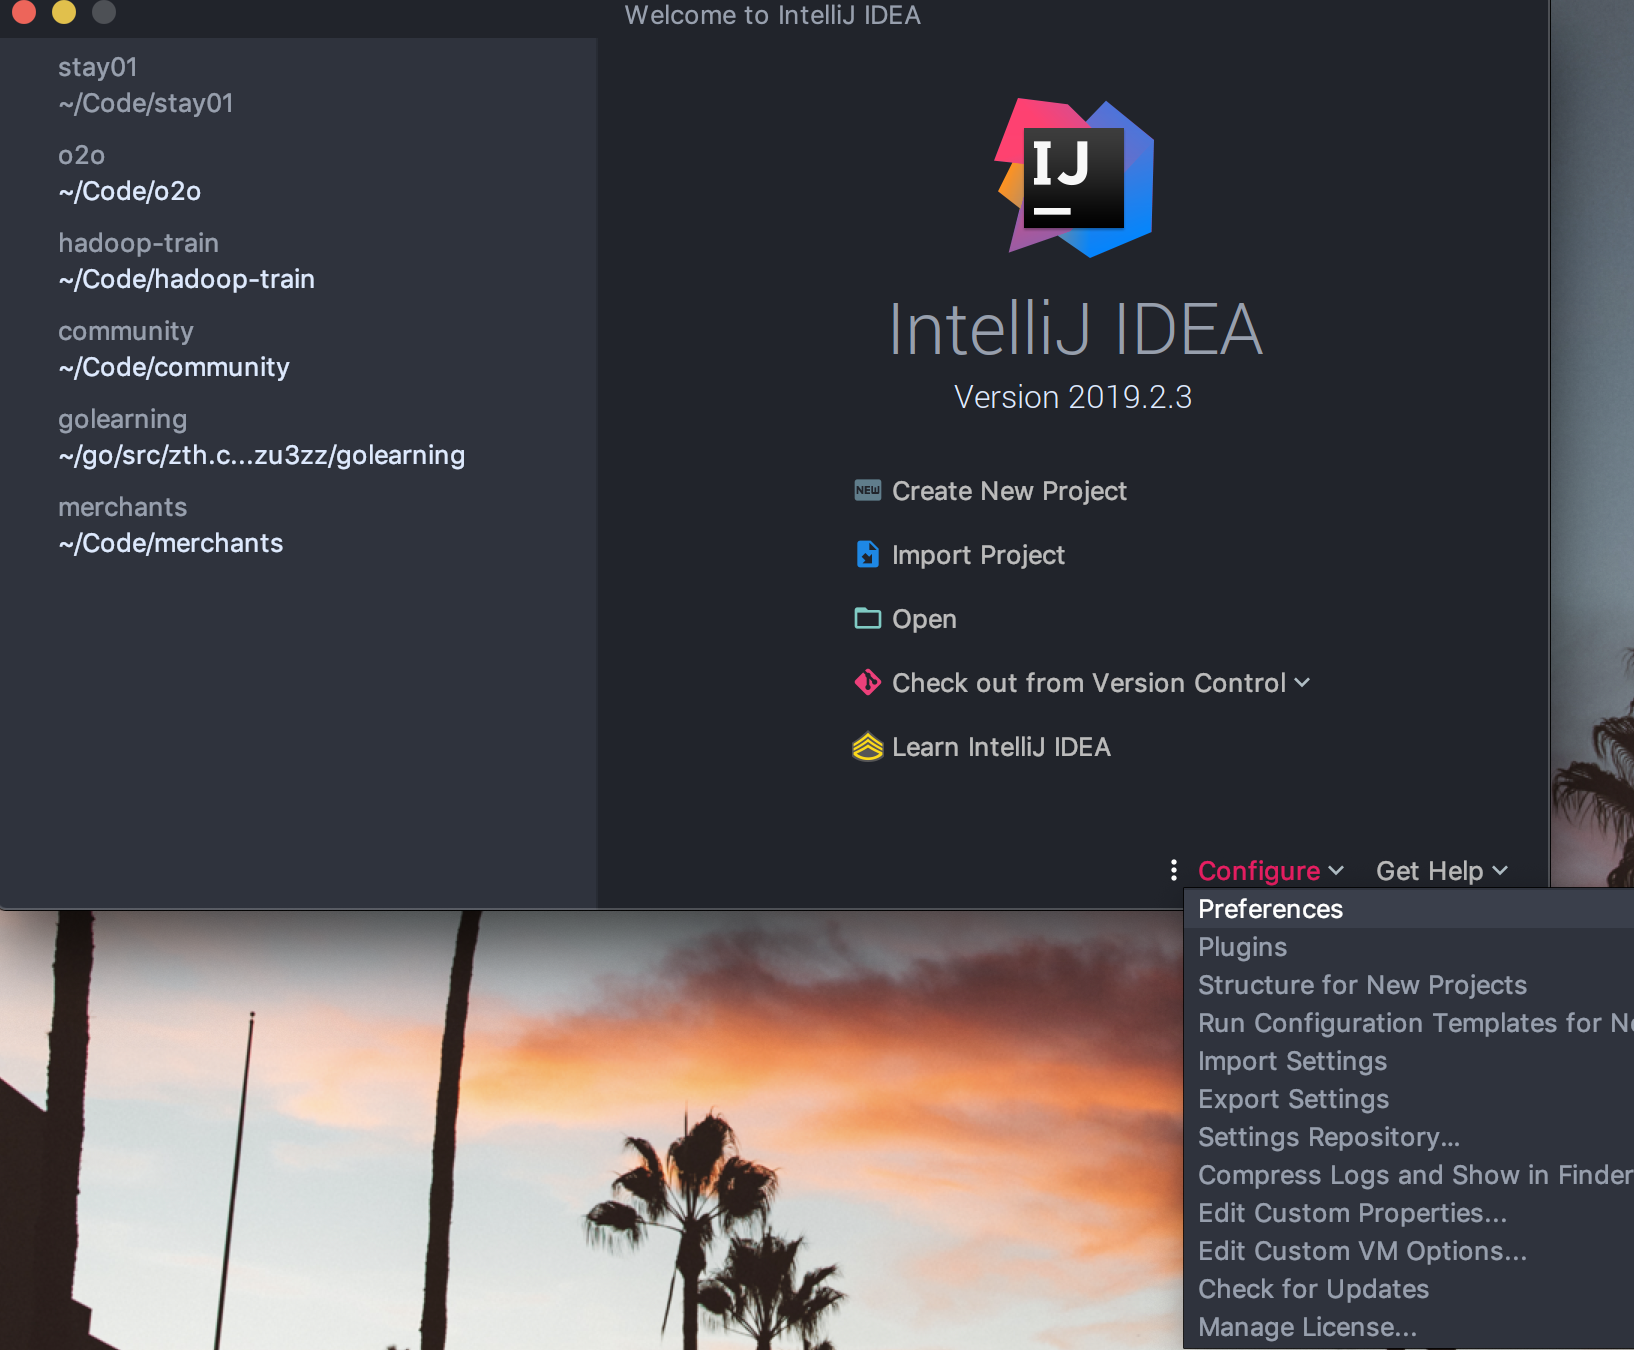 Welcome to IntelliJ IDEA
stay01
~/Code/stay01
o2o
~/Code/o2o
hadoop-train
~/Code/hadoop-train
community
~/Code/community
golearning
~/go/src/zth.c...zu3zz/golearning
merchants
~/Code/merchants
IJ
IntelliJ IDEA
Version 2019.2.3
NEW Create New Project
Import Project
Open
Check out from Version Control
Learn IntelliJ IDEA
Configure Get Help
Preferences
Plugins
Structure for New Projects
Run Configuration Templates for
Import Settings
Export Settings
Settings Repository...
Compress Logs and Show in Finder
Edit Custom Properties...
Edit Custom VM Options...
Check for Updates
Manage License...